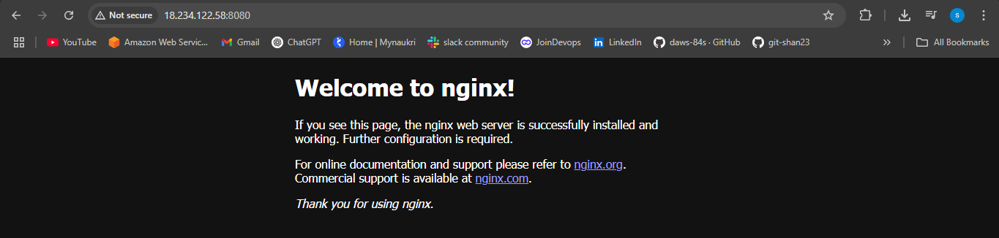 Not secure 18.234.122.58:8080 s
YouTube Amazon Web Servic... Gmail ChatGPT Home | Mynaukri slack community JoinDevops LinkedIn daws-84s · GitHub git-shan23 » All Bookmarks
Welcome to nginx!
If you see this page, the nginx web server is successfully installed and
working. Further configuration is required.
For online documentation and support please refer to nginx.org.
Commercial support is available at nginx.com.
Thank you for using nginx.